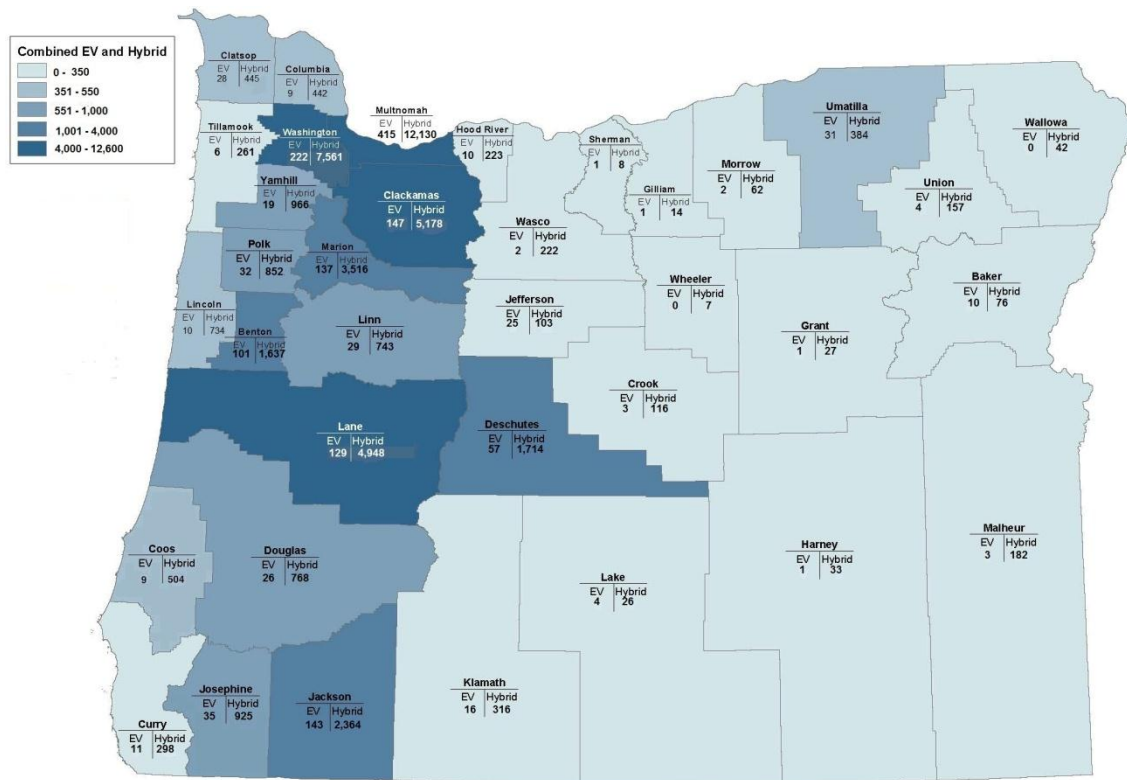 Combined EV and Hybrid
0 - 350
351 - 550
551 - 1,000
1,001 - 4,000
4,000 - 12,600
Clatsop
EV Hybrid
28 445
Columbia
EV Hybrid
9 442
Multnomah
EV Hybrid
415 12,130
Hood River
EV Hybrid
10 223
Sherman
EV Hybrid
1 8
Umatilla
EV Hybrid
31 384
Wallowa
EV Hybrid
0 42
Tillamook
EV Hybrid
6 261
Washington
EV Hybrid
222 7,561
Morrow
EV Hybrid
2 62
Union
EV Hybrid
4 157
Yamhill
EV Hybrid
19 966
Clackamas
EV Hybrid
147 5,178
Gilliam
EV Hybrid
1 14
Wasco
EV Hybrid
2 222
Polk
EV Hybrid
32 852
Marion
EV Hybrid
137 3,516
Wheeler
EV Hybrid
0 7
Baker
EV Hybrid
10 76
Lincoln
EV Hybrid
10 734
Benton
EV Hybrid
101 1,637
Linn
EV Hybrid
29 743
Jefferson
EV Hybrid
25 103
Grant
EV Hybrid
1 27
Crook
EV Hybrid
3 116
Lane
EV Hybrid
129 4,948
Deschutes
EV Hybrid
57 1,714
Malheur
EV Hybrid
3 182
Coos
EV Hybrid
9 504
Douglas
EV Hybrid
26 768
Harney
EV Hybrid
1 33
Lake
EV Hybrid
4 26
Klamath
EV Hybrid
16 316
Josephine
EV Hybrid
35 925
Jackson
EV Hybrid
143 2,364
Curry
EV Hybrid
11 298